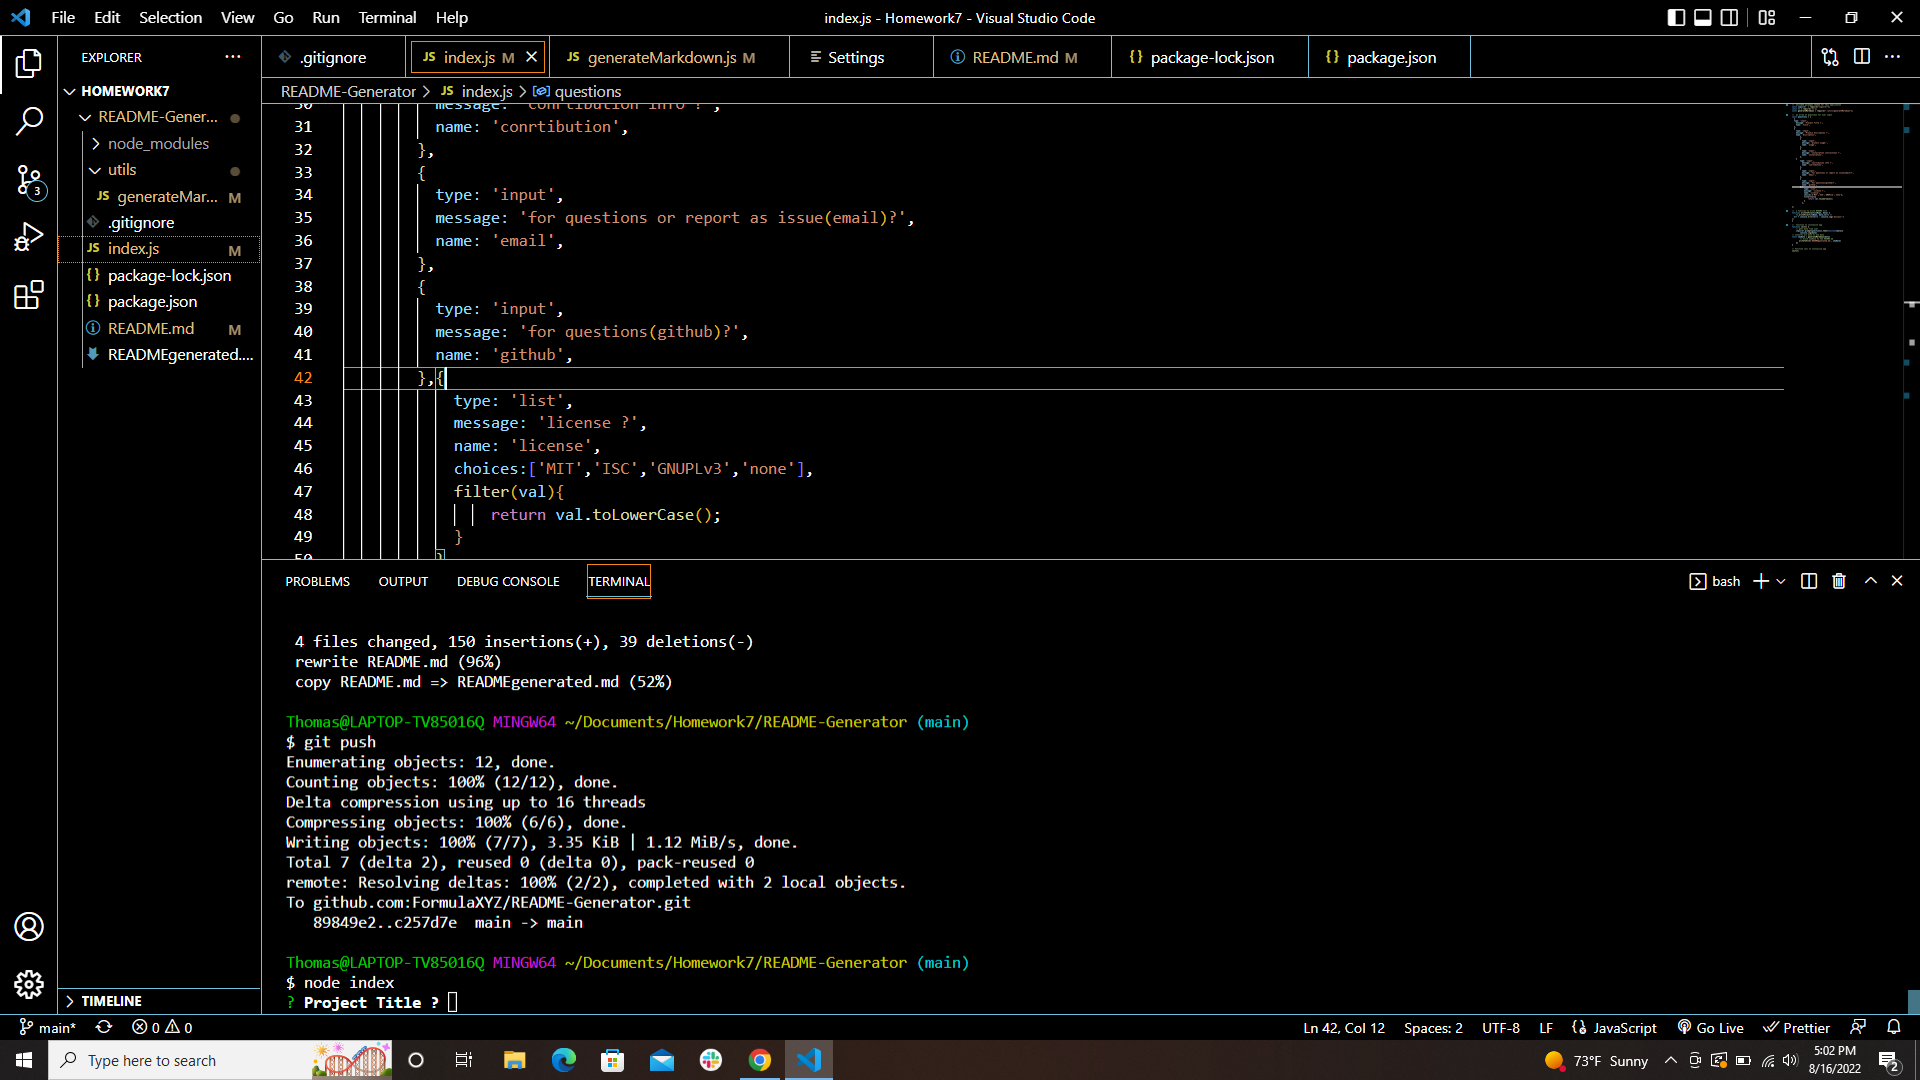 File Edit Selection View Go Run Terminal Help
index.js - Homework7 - Visual Studio Code
EXPLORER
HOMEWORK7
README-Gener...
node_modules
utils
JS generateMar... M
.gitignore
JS index.js M
{} package-lock.json
{} package.json
README.md M
READMEgenerated....
TIMELINE
3
.gitignore
JS index.js M
JS generateMarkdown.js M
Settings
README.md M
{} package-lock.json
{} package.json
README-Generator > JS index.js > questions
30 message: 'conrtibution info ?',
31 name: 'conrtibution',
32 },
33 {
34 type: 'input',
35 message: 'for questions or report as issue(email)?',
36 name: 'email',
37 },
38 {
39 type: 'input',
40 message: 'for questions(github)?',
41 name: 'github',
42 },{
43 type: 'list',
44 message: 'license ?',
45 name: 'license',
46 choices:['MIT','ISC','GNUPLv3','none'],
47 filter(val){
48 return val.toLowerCase();
49 }
50 }
PROBLEMS OUTPUT DEBUG CONSOLE TERMINAL
bash
4 files changed, 150 insertions(+), 39 deletions(-)
rewrite README.md (96%)
copy README.md => READMEgenerated.md (52%)
Thomas@LAPTOP-TV85016Q MINGW64 ~/Documents/Homework7/README-Generator (main)
$ git push
Enumerating objects: 12, done.
Counting objects: 100% (12/12), done.
Delta compression using up to 16 threads
Compressing objects: 100% (6/6), done.
Writing objects: 100% (7/7), 3.35 KiB | 1.12 MiB/s, done.
Total 7 (delta 2), reused 0 (delta 0), pack-reused 0
remote: Resolving deltas: 100% (2/2), completed with 2 local objects.
To github.com:FormulaXYZ/README-Generator.git
89849e2..c257d7e main -> main
Thomas@LAPTOP-TV85016Q MINGW64 ~/Documents/Homework7/README-Generator (main)
$ node index
? Project Title ?
main* 0 0
Ln 42, Col 12 Spaces: 2 UTF-8 LF {} JavaScript Go Live Prettier
Type here to search
73°F Sunny
5:02 PM
8/16/2022
2